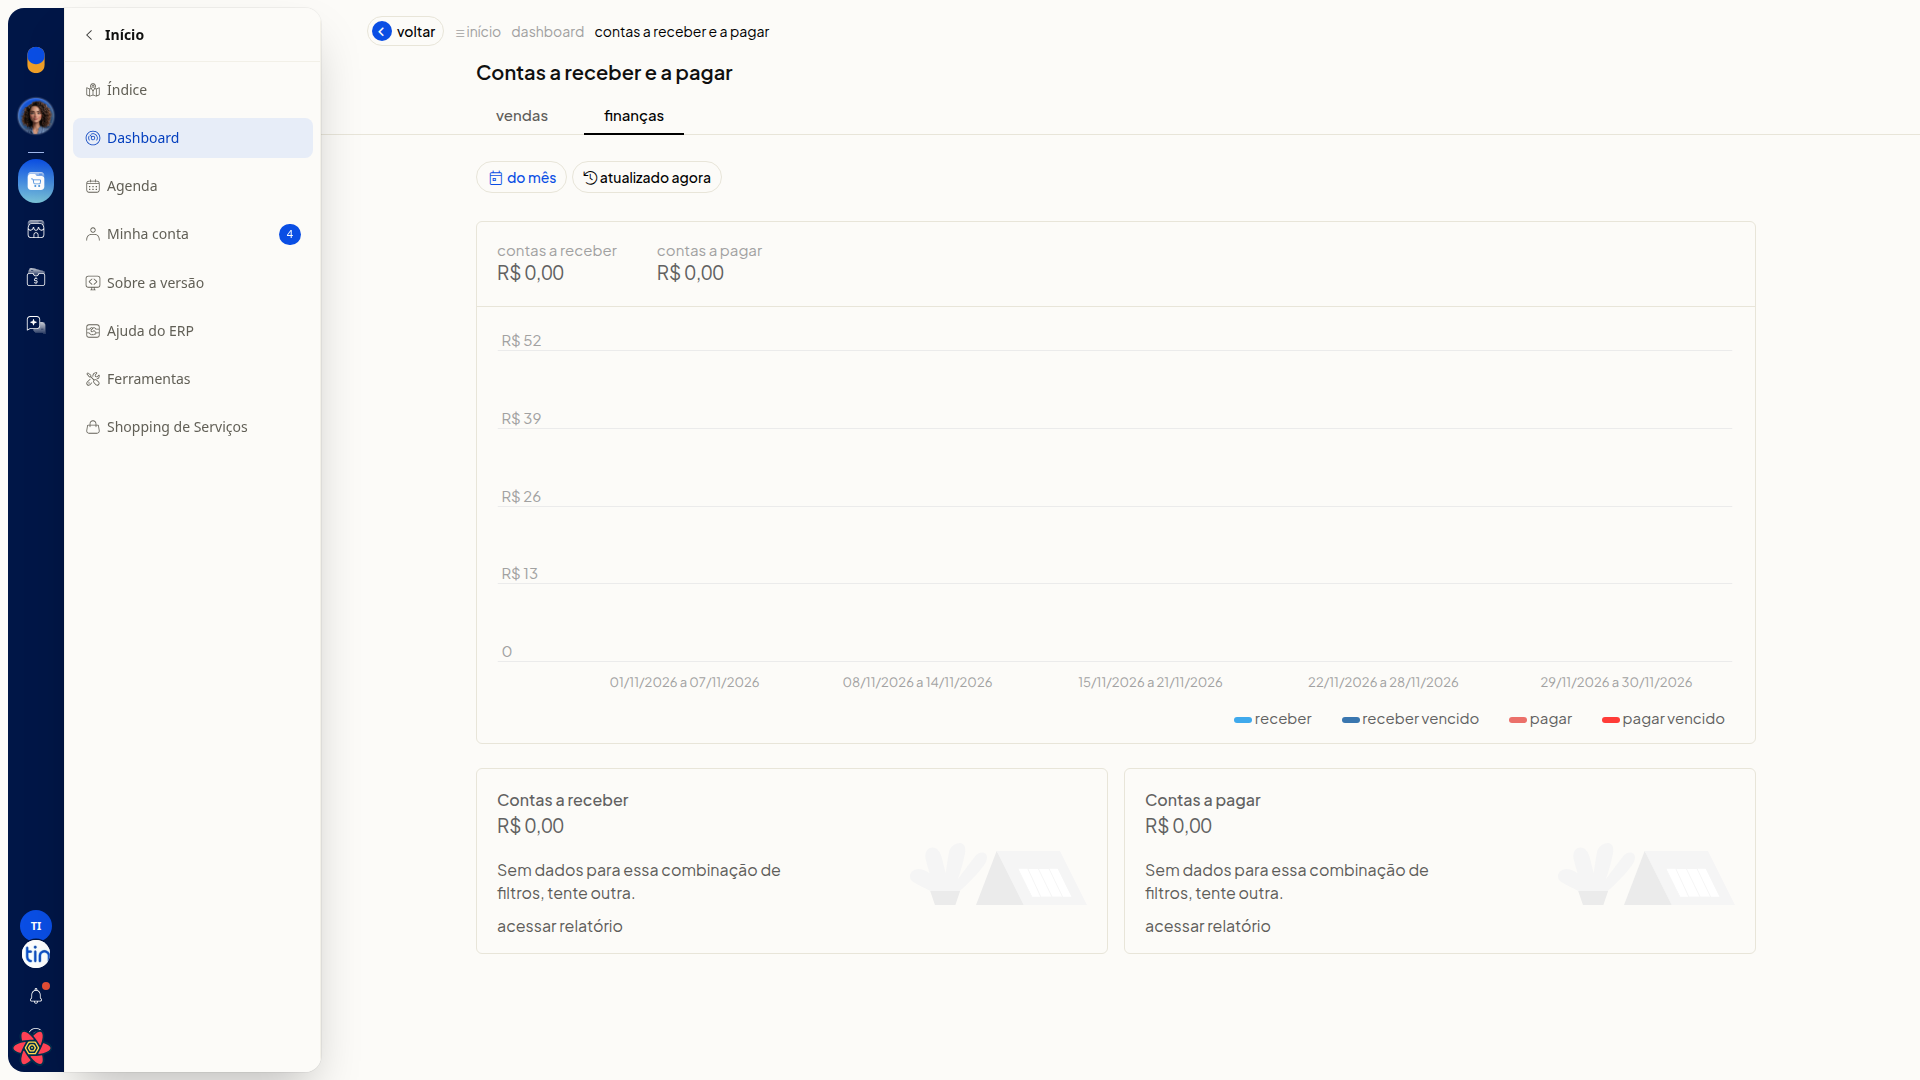 Início
Índice
Dashboard
Agenda
Minha conta
4
Sobre a versão
Ajuda do ERP
Ferramentas
Shopping de Serviços
TI
tin
voltar
início dashboard contas a receber e a pagar
Contas a receber e a pagar
vendas finanças
do mês atualizado agora
contas a receber contas a pagar
R$ 0,00 R$ 0,00
R$ 52
R$ 39
R$ 26
R$ 13
0
01/11/2026 a 07/11/2026 08/11/2026 a 14/11/2026 15/11/2026 a 21/11/2026 22/11/2026 a 28/11/2026 29/11/2026 a 30/11/2026
receber receber vencido pagar pagar vencido
Contas a receber
R$ 0,00
Sem dados para essa combinação de
filtros, tente outra.
acessar relatório
Contas a pagar
R$ 0,00
Sem dados para essa combinação de
filtros, tente outra.
acessar relatório